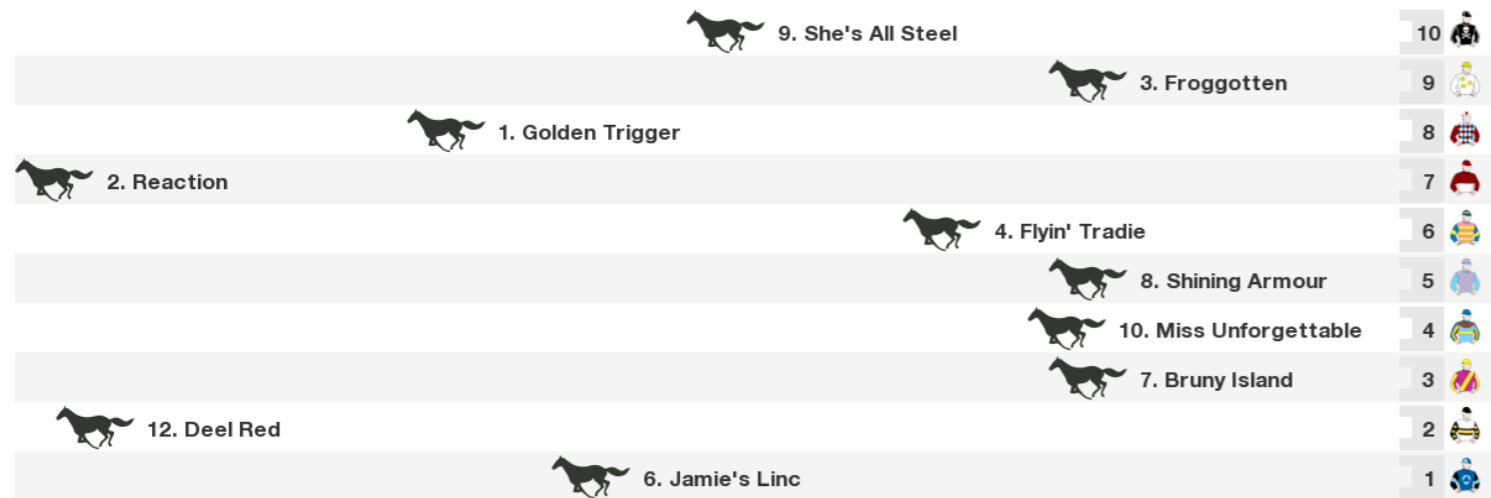 9. She's All Steel 10
3. Froggotten 9
1. Golden Trigger 8
2. Reaction 7
4. Flyin' Tradie 6
8. Shining Armour 5
10. Miss Unforgettable 4
7. Bruny Island 3
12. Deel Red 2
6. Jamie's Linc 1